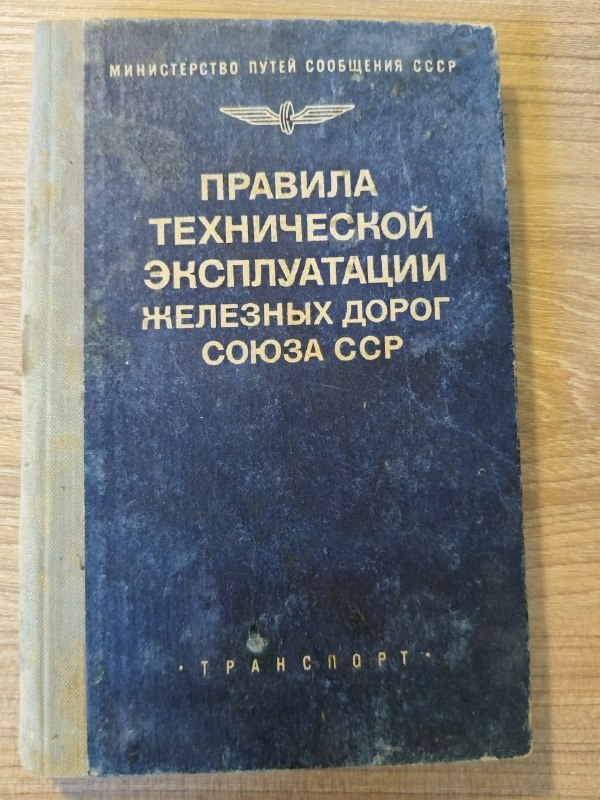 МИНИСТЕРСТВО ПУТЕЙ СООБЩЕНИЯ СССР
ПРАВИЛА
ТЕХНИЧЕСКОЙ
ЭКСПЛУАТАЦИИ
ЖЕЛЕЗНЫХ ДОРОГ
СОЮЗА ССР
• ТРАНСПОРТ •